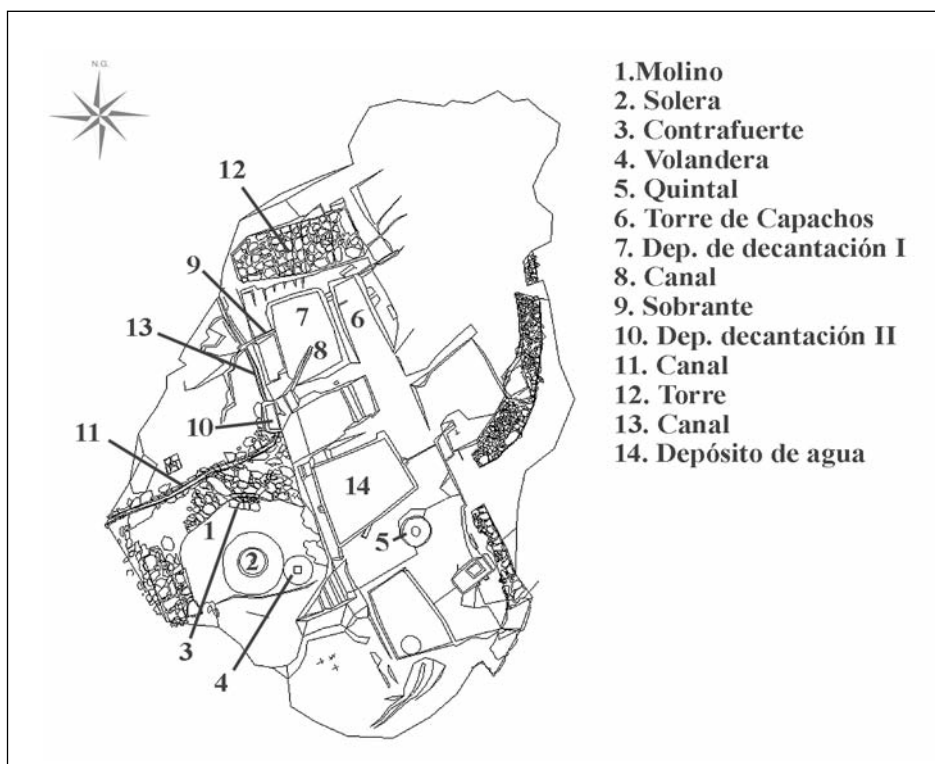 N.G.
1.Molino
2. Solera
3. Contrafuerte
4. Volandera
5. Quintal
6. Torre de Capachos
7. Dep. de decantación I
8. Canal
9. Sobrante
10. Dep. decantación II
11. Canal
12. Torre
13. Canal
14. Depósito de agua
12
9
7
6
13
8
10
11
14
1
5
2
3
4